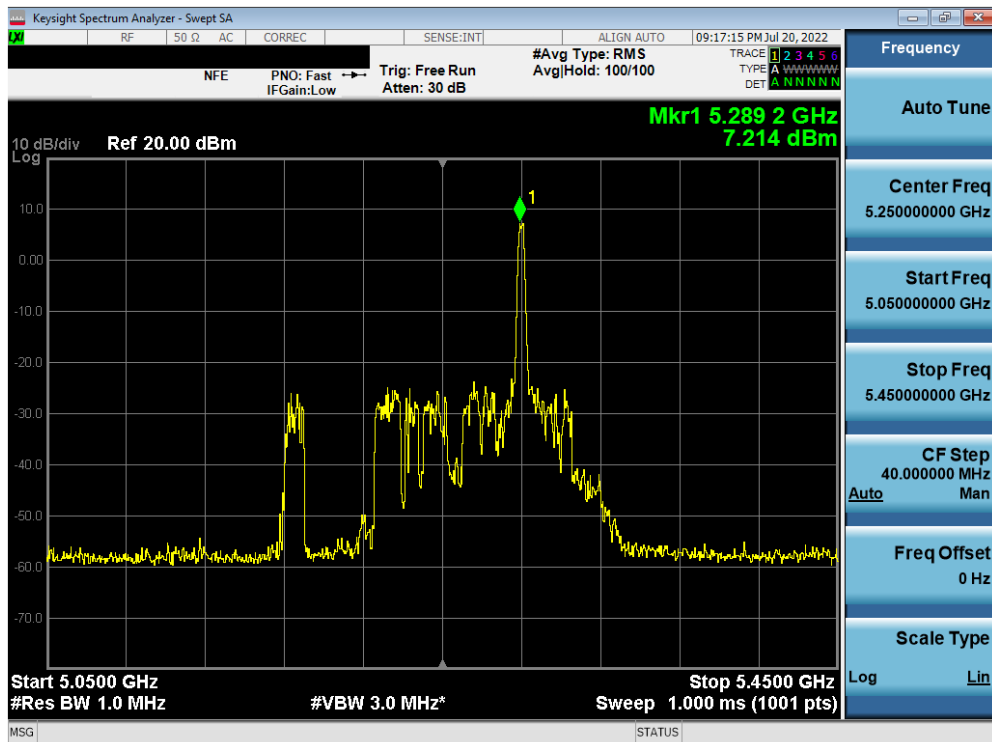 Keysight Spectrum Analyzer - Swept SA
LXI RF 50 Ω AC CORREC SENSE:INT ALIGN AUTO 09:17:15 PM Jul 20, 2022
NFE PNO: Fast Trig: Free Run #Avg Type: RMS TRACE 1 2 3 4 5 6
IFGain:Low Atten: 30 dB Avg|Hold: 100/100 TYPE A WWWWW
DET A N N N N N
Mkr1 5.289 2 GHz
7.214 dBm
10 dB/div Ref 20.00 dBm
Log
1
10.0
0.00
-10.0
-20.0
-30.0
-40.0
-50.0
-60.0
-70.0
Start 5.0500 GHz Stop 5.4500 GHz
#Res BW 1.0 MHz #VBW 3.0 MHz* Sweep 1.000 ms (1001 pts)
MSG STATUS
Frequency
Auto Tune
Center Freq
5.250000000 GHz
Start Freq
5.050000000 GHz
Stop Freq
5.450000000 GHz
CF Step
40.000000 MHz
Auto Man
Freq Offset
0 Hz
Scale Type
Log Lin